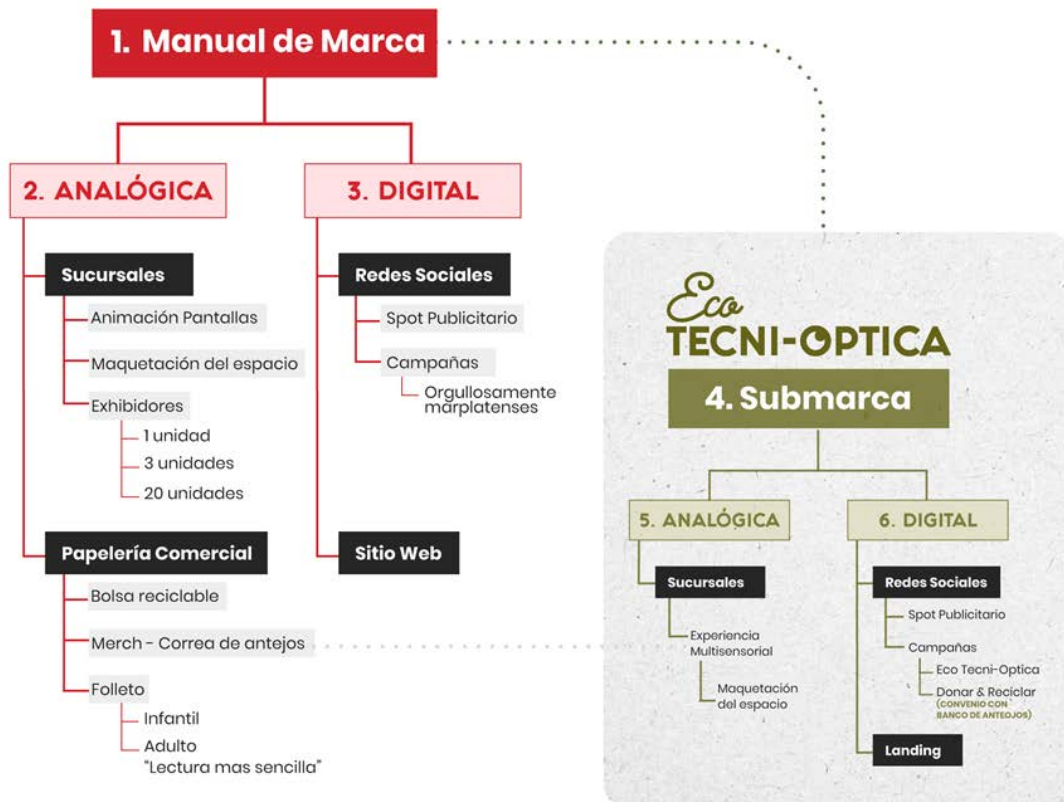 1. Manual de Marca
2. ANALÓGICA
Sucursales
Animación Pantallas
Maquetación del espacio
Exhibidores
1 unidad
3 unidades
20 unidades
Papelería Comercial
Bolsa reciclable
Merch - Correa de antejos
Folleto
Infantil
Adulto
"Lectura mas sencilla"
3. DIGITAL
Redes Sociales
Spot Publicitario
Campañas
Orgullosamente
marplatenses
Sitio Web
Eco
TECNI-OPTICA
4. Submarca
5. ANALÓGICA
Sucursales
Experiencia
Multisensorial
Maquetación
del espacio
6. DIGITAL
Redes Sociales
Spot Publicitario
Campañas
Eco Tecni-Optica
Donar & Reciclar
(CONVENIO CON
BANCO DE ANTEOJOS)
Landing